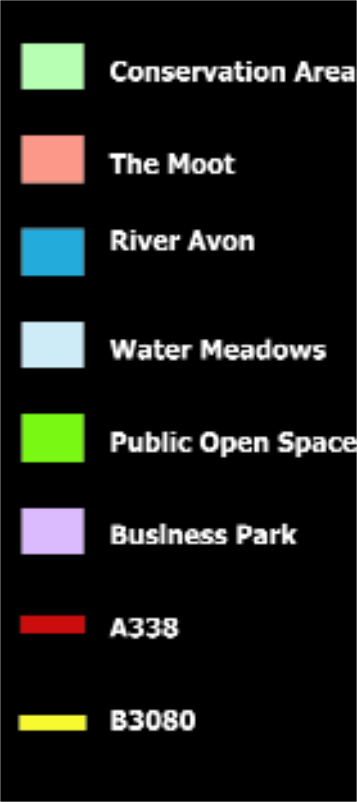 Conservation Area
The Moot
River Avon
Water Meadows
Public Open Space
Business Park
A338
B3080